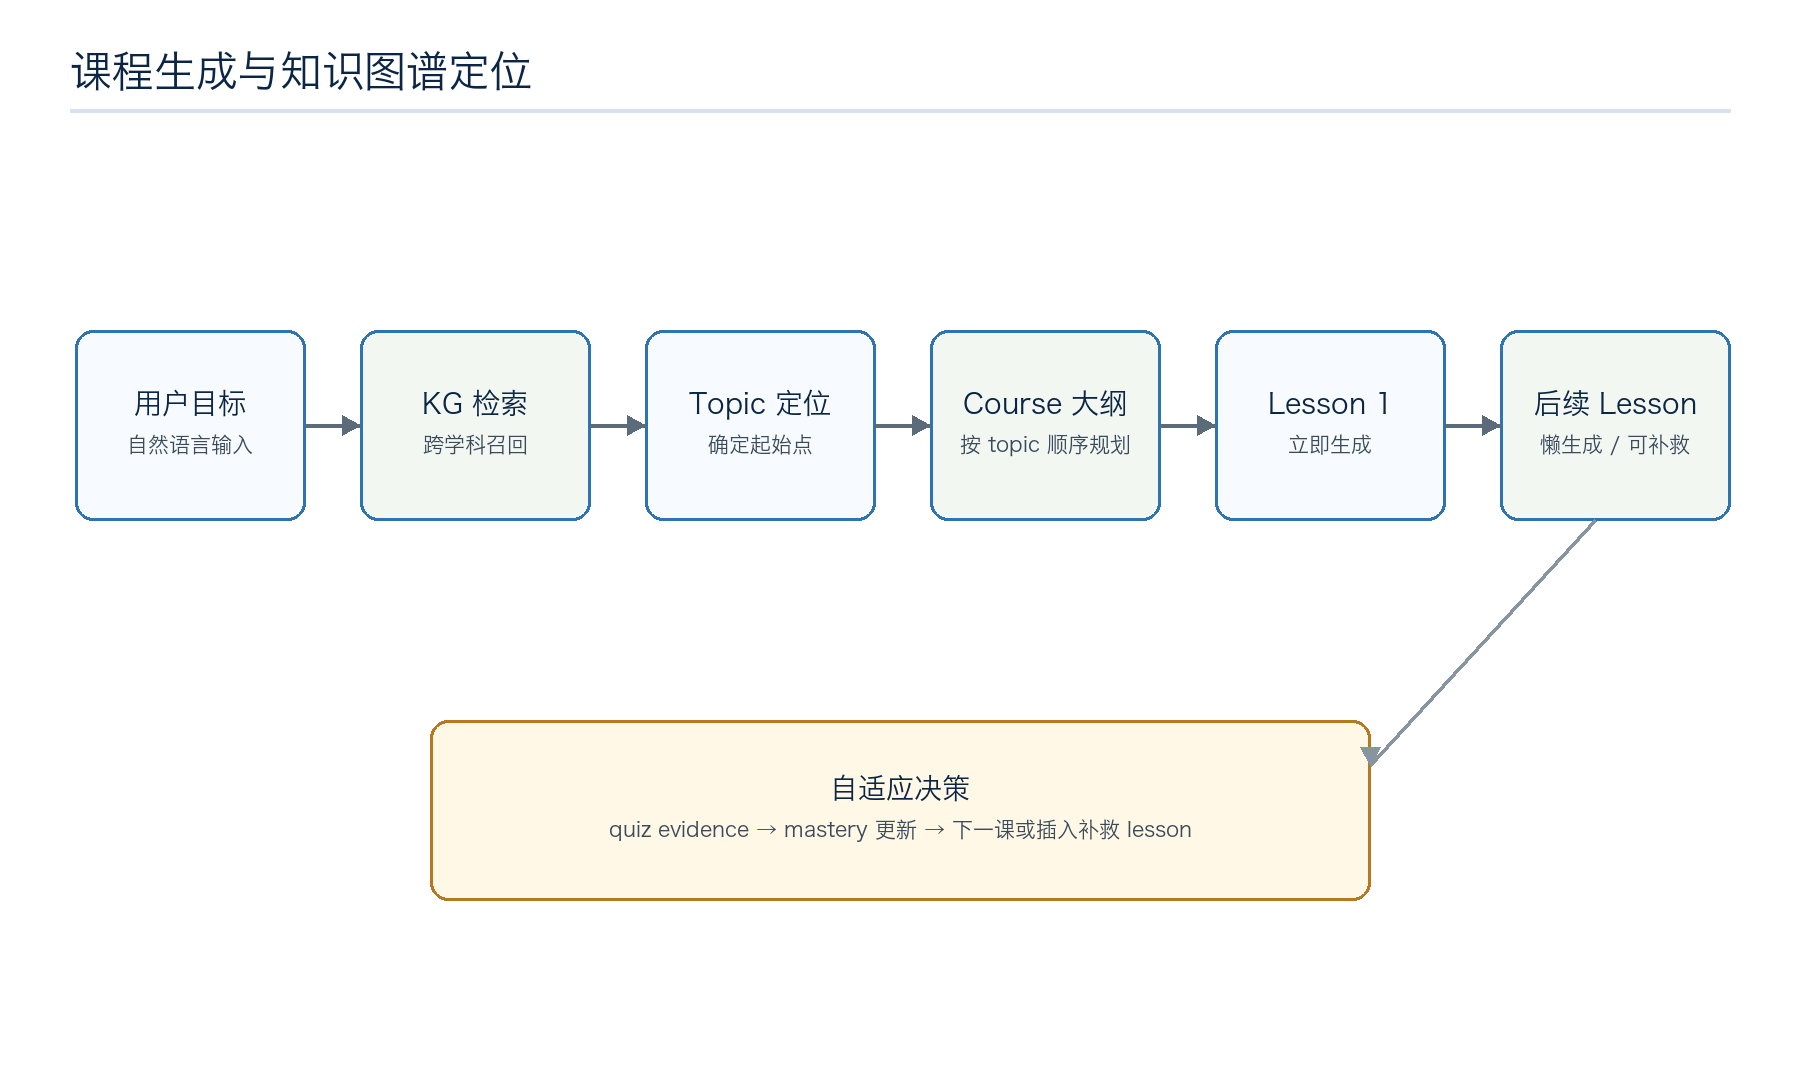 课程生成与知识图谱定位
用户目标
自然语言输入
KG 检索
跨学科召回
Topic 定位
确定起始点
Course 大纲
按 topic 顺序规划
Lesson 1
立即生成
后续 Lesson
懒生成 / 可补救
自适应决策
quiz evidence → mastery 更新 → 下一课或插入补救 lesson